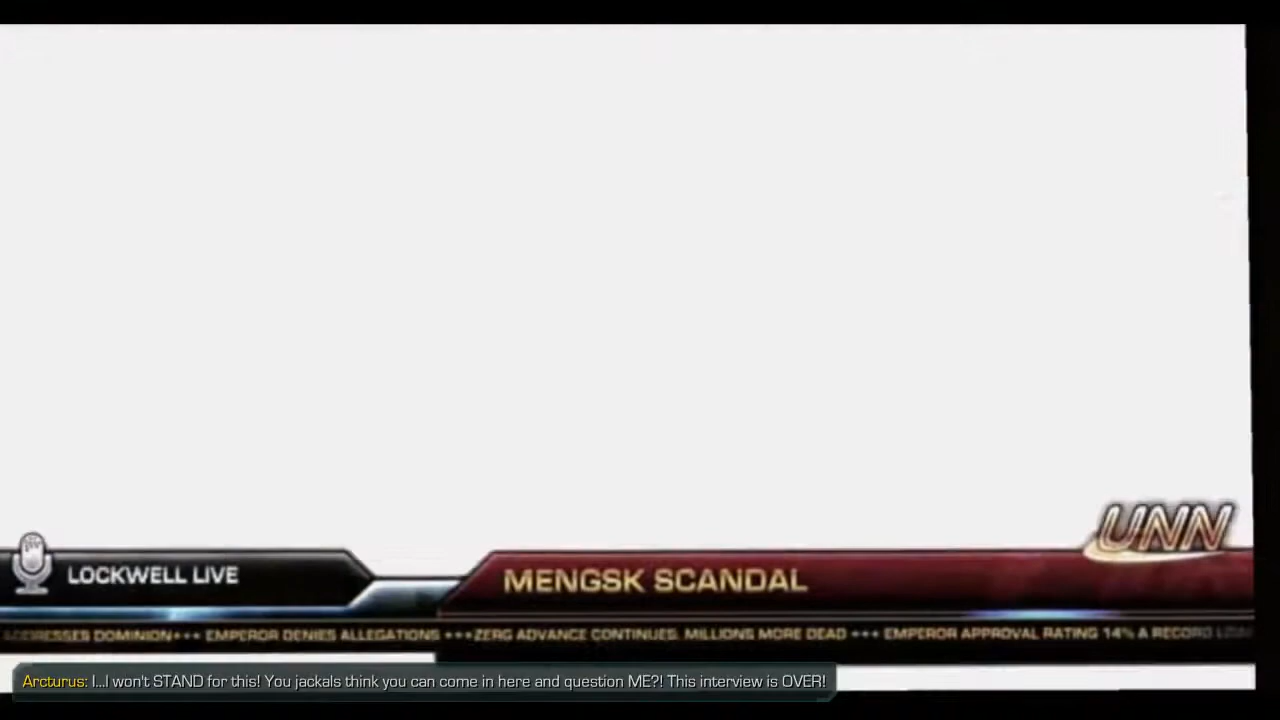 UNN
LOCKWELL LIVE
MENGSK SCANDAL
ADDRESSES DOMINION +++ EMPEROR DENIES ALLEGATIONS +++ ZERG ADVANCE CONTINUES: MILLIONS MORE DEAD +++ EMPEROR APPROVAL RATING 14% A RECORD
Arcturus: I...I won't STAND for this! You jackals think you can come in here and question ME?! This interview is OVER!